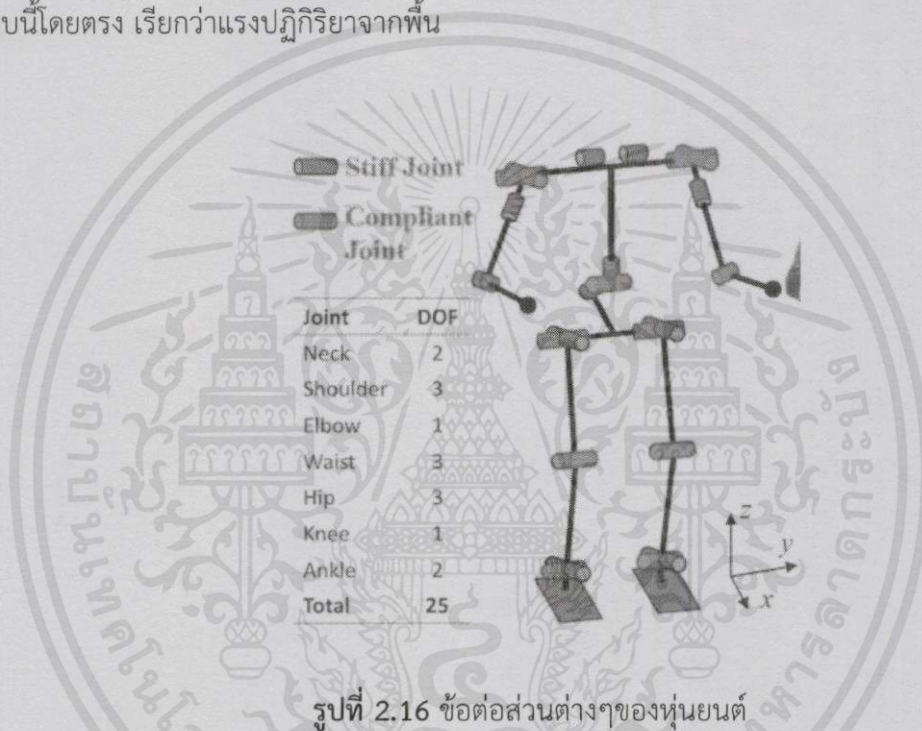 บนี้โดยตรง เรียกว่าแรงปฏิกิริยาจากพื้น
Stiff Joint
Compliant
Joint
Joint DOF
Neck 2
Shoulder 3
Elbow 1
Waist 3
Hip 3
Knee 1
Ankle 2
Total 25
z
y
x
รูปที่ 2.16 ข้อต่อส่วนต่างๆของหุ่นยนต์